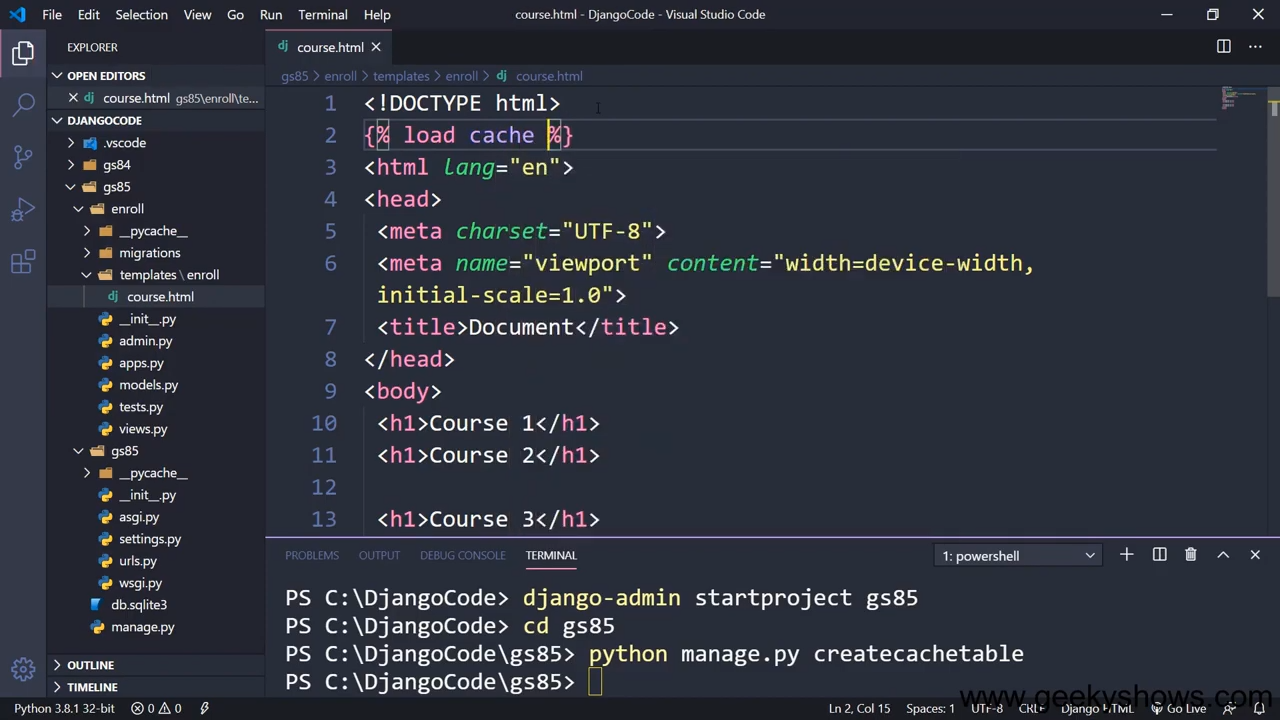 File Edit Selection View Go Run Terminal Help
course.html - DjangoCode - Visual Studio Code
EXPLORER
OPEN EDITORS
course.html gs85\enroll\te...
DJANGOCODE
.vscode
gs84
gs85
enroll
__pycache__
migrations
templates \ enroll
course.html
__init__.py
admin.py
apps.py
models.py
tests.py
views.py
gs85
__pycache__
__init__.py
asgi.py
settings.py
urls.py
wsgi.py
db.sqlite3
manage.py
OUTLINE
TIMELINE
course.html
gs85 > enroll > templates > enroll > course.html
1 <!DOCTYPE html>
2 {% load cache %}
3 <html lang="en">
4 <head>
5 <meta charset="UTF-8">
6 <meta name="viewport" content="width=device-width,
initial-scale=1.0">
7 <title>Document</title>
8 </head>
9 <body>
10 <h1>Course 1</h1>
11 <h1>Course 2</h1>
12
13 <h1>Course 3</h1>
PROBLEMS OUTPUT DEBUG CONSOLE TERMINAL
1: powershell
PS C:\DjangoCode> django-admin startproject gs85
PS C:\DjangoCode> cd gs85
PS C:\DjangoCode\gs85> python manage.py createcachetable
PS C:\DjangoCode\gs85>
www.geekyshows.com
Python 3.8.1 32-bit 0 0
Ln 2, Col 15 Spaces: 1 UTF-8 CRLF Django HTML Go Live